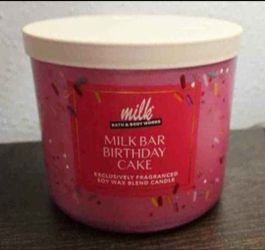 milk
BATH & BODY WORKS
MILK BAR
BIRTHDAY
CAKE
EXCLUSIVELY FRAGRANCED
SOY WAX BLEND CANDLE